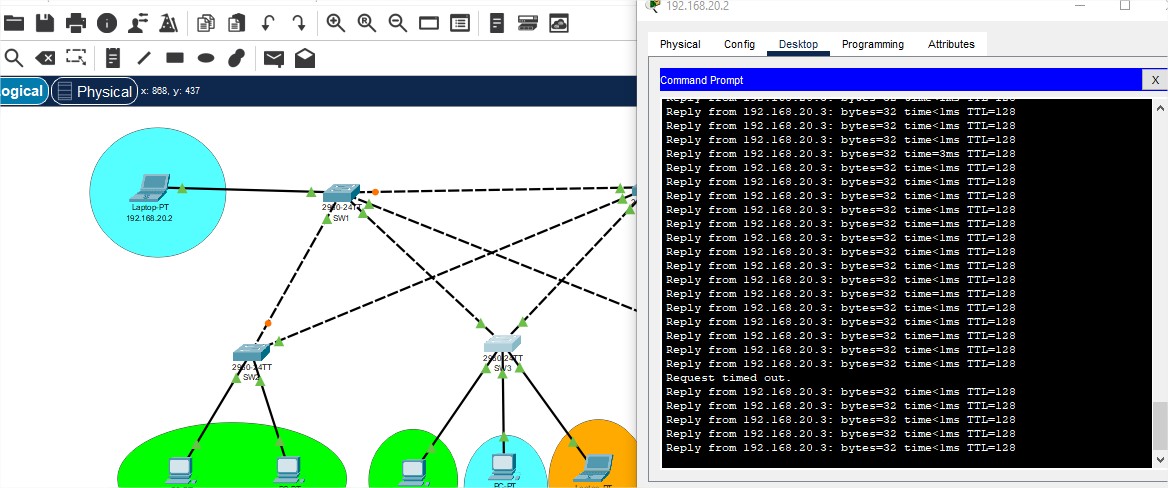 192.168.20.2
Physical Config Desktop Programming Attributes
Command Prompt X
ogical Physical x: 868, y: 437
Reply from 192.168.20.3: bytes=32 time<1ms TTL=128
Reply from 192.168.20.3: bytes=32 time<1ms TTL=128
Reply from 192.168.20.3: bytes=32 time<1ms TTL=128
Reply from 192.168.20.3: bytes=32 time<1ms TTL=128
Reply from 192.168.20.3: bytes=32 time=3ms TTL=128
Reply from 192.168.20.3: bytes=32 time<1ms TTL=128
Reply from 192.168.20.3: bytes=32 time<1ms TTL=128
Reply from 192.168.20.3: bytes=32 time<1ms TTL=128
Reply from 192.168.20.3: bytes=32 time<1ms TTL=128
Reply from 192.168.20.3: bytes=32 time=1ms TTL=128
Reply from 192.168.20.3: bytes=32 time<1ms TTL=128
Reply from 192.168.20.3: bytes=32 time<1ms TTL=128
Reply from 192.168.20.3: bytes=32 time<1ms TTL=128
Reply from 192.168.20.3: bytes=32 time=1ms TTL=128
Reply from 192.168.20.3: bytes=32 time<1ms TTL=128
Reply from 192.168.20.3: bytes=32 time<1ms TTL=128
Reply from 192.168.20.3: bytes=32 time=1ms TTL=128
Reply from 192.168.20.3: bytes=32 time=1ms TTL=128
Reply from 192.168.20.3: bytes=32 time<1ms TTL=128
Request timed out.
Reply from 192.168.20.3: bytes=32 time<1ms TTL=128
Reply from 192.168.20.3: bytes=32 time<1ms TTL=128
Reply from 192.168.20.3: bytes=32 time<1ms TTL=128
Reply from 192.168.20.3: bytes=32 time<1ms TTL=128
Reply from 192.168.20.3: bytes=32 time<1ms TTL=128
Laptop-PT
192.168.20.2
2960-24TT
SW1
2960-24TT
SW2
2960-24TT
SW3
PC-PT